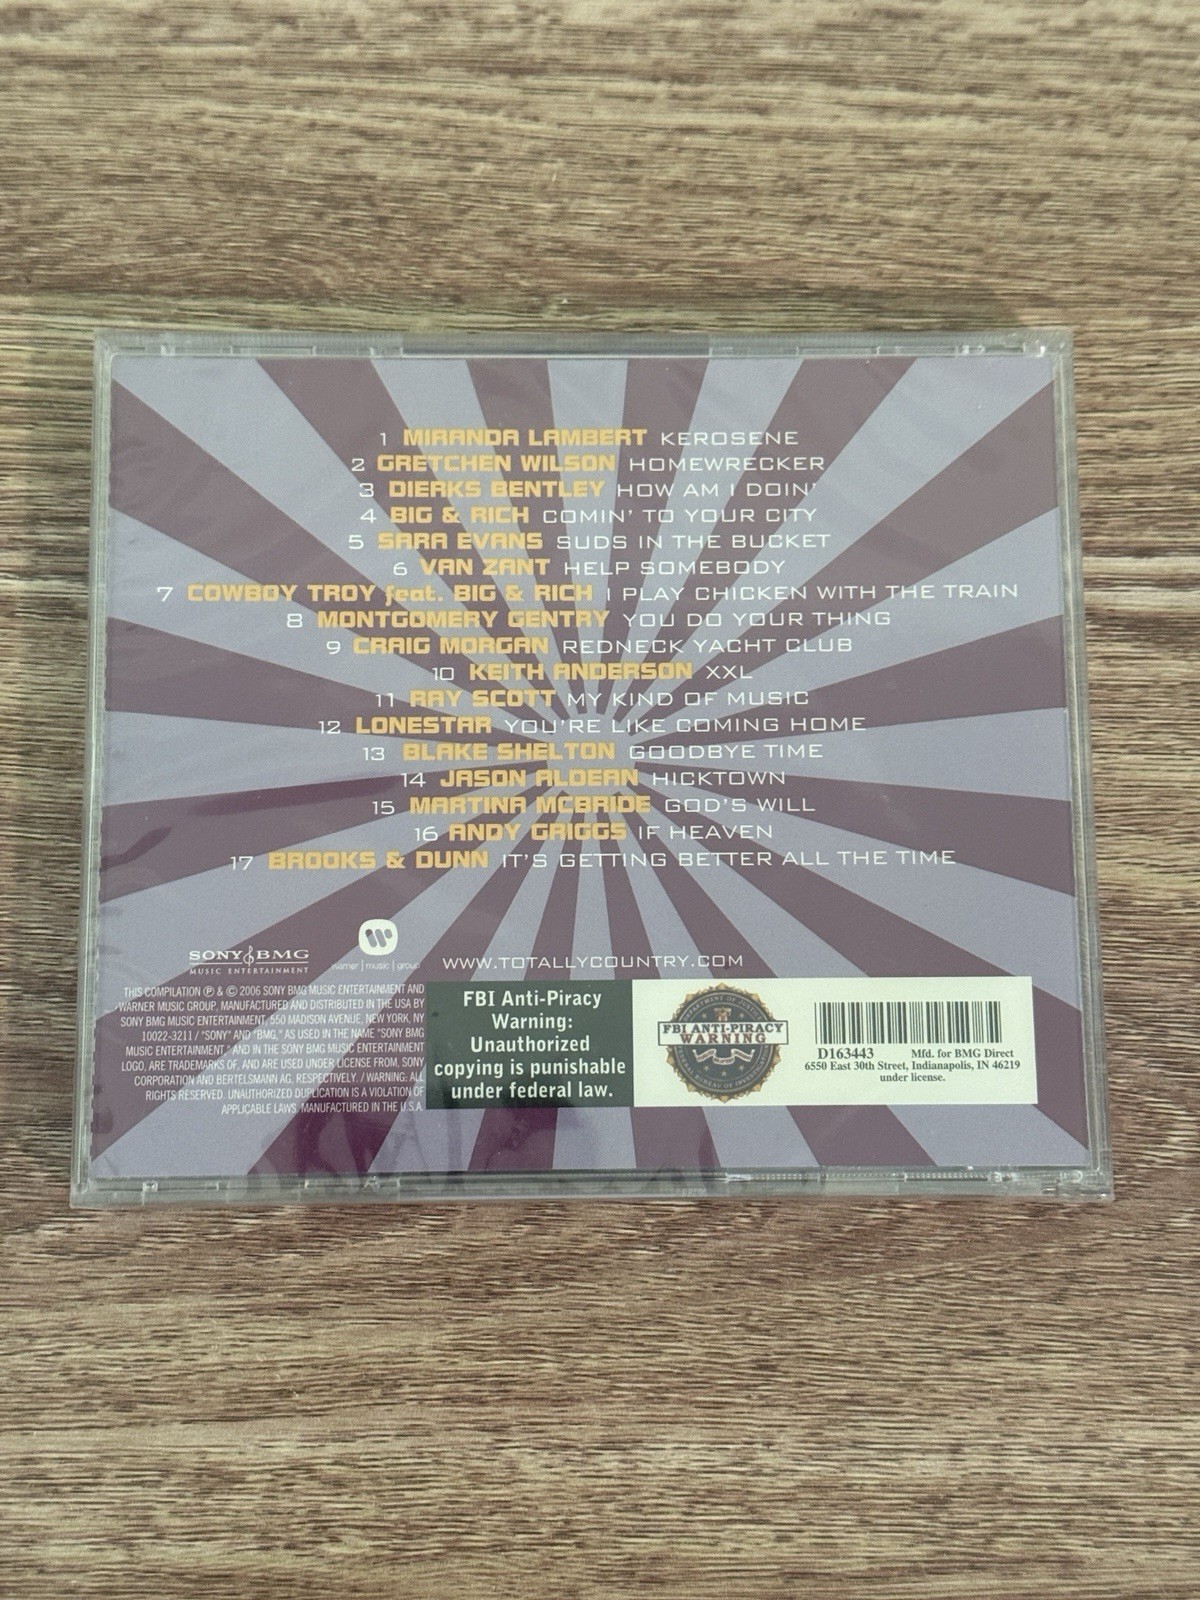 1 MIRANDA LAMBERT KEROSENE
2 GRETCHEN WILSON HOMEWRECKER
3 DIERKS BENTLEY HOW AM I DOIN'
4 BIG & RICH COMIN' TO YOUR CITY
5 SARA EVANS SUDS IN THE BUCKET
6 VAN ZANT HELP SOMEBODY
7 COWBOY TROY feat. BIG & RICH I PLAY CHICKEN WITH THE TRAIN
8 MONTGOMERY GENTRY YOU DO YOUR THING
9 CRAIG MORGAN REDNECK YACHT CLUB
10 KEITH ANDERSON XXL
11 RAY SCOTT MY KIND OF MUSIC
12 LONESTAR YOU'RE LIKE COMING HOME
13 BLAKE SHELTON GOODBYE TIME
14 JASON ALDEAN HICKTOWN
15 MARTINA MCBRIDE GOD'S WILL
16 ANDY GRIGGS IF HEAVEN
17 BROOKS & DUNN IT'S GETTING BETTER ALL THE TIME
SONY BMG
MUSIC ENTERTAINMENT
warner | music | group
WWW.TOTALLYCOUNTRY.COM
THIS COMPILATION ℗ & © 2006 SONY BMG MUSIC ENTERTAINMENT AND
WARNER MUSIC GROUP, MANUFACTURED AND DISTRIBUTED IN THE USA BY
SONY BMG MUSIC ENTERTAINMENT, 550 MADISON AVENUE, NEW YORK, NY
10022-3211 / "SONY" AND "BMG," AS USED IN THE NAME "SONY BMG
MUSIC ENTERTAINMENT," AND IN THE SONY BMG MUSIC ENTERTAINMENT
LOGO, ARE TRADEMARKS OF, AND ARE USED UNDER LICENSE FROM, SONY
CORPORATION AND BERTELSMANN AG, RESPECTIVELY. / WARNING: ALL
RIGHTS RESERVED. UNAUTHORIZED DUPLICATION IS A VIOLATION OF
APPLICABLE LAWS. MANUFACTURED IN THE U.S.A.
FBI Anti-Piracy
Warning:
Unauthorized
copying is punishable
under federal law.
DEPARTMENT OF JUSTICE
FBI ANTI-PIRACY
WARNING
FEDERAL BUREAU OF INVESTIGATION
D163443 Mfd. for BMG Direct
6550 East 30th Street, Indianapolis, IN 46219
under license.